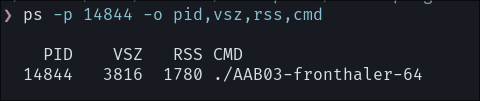 ❯ ps -p 14844 -o pid,vsz,rss,cmd
PID VSZ RSS CMD
14844 3816 1780 ./AAB03-fronthaler-64